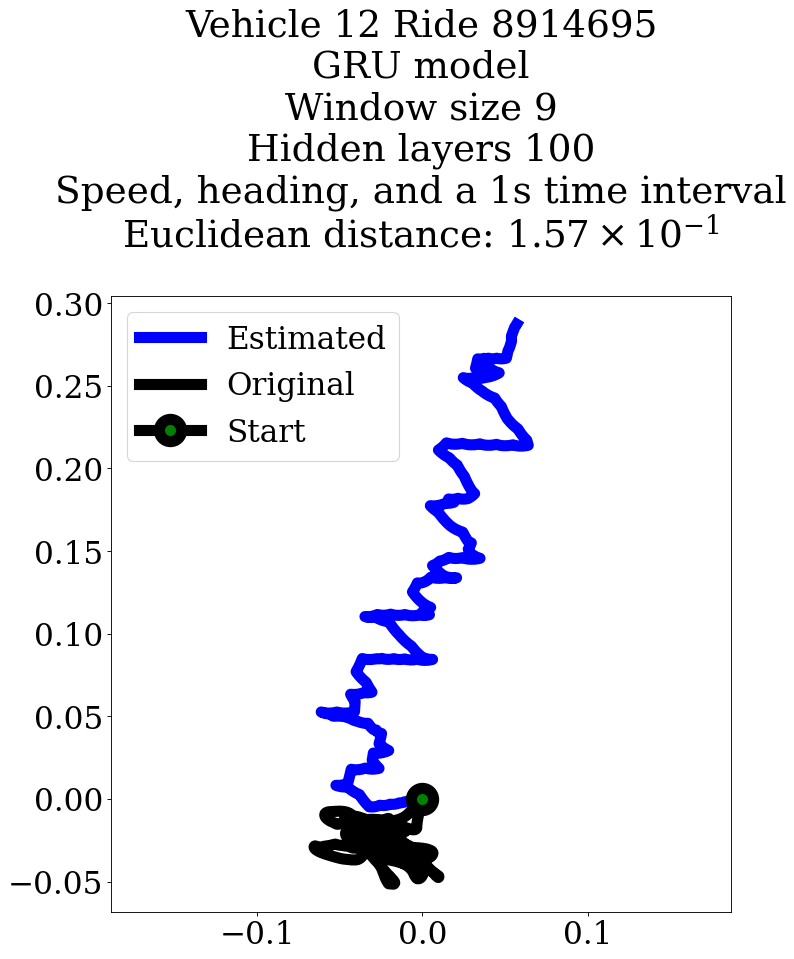 Vehicle 12 Ride 8914695
GRU model
Window size 9
Hidden layers 100
Speed, heading, and a 1s time interval
Euclidean distance: 1.57 × 10⁻¹
0.30
Estimated
0.25
Original
Start
0.20
0.15
0.10
0.05
0.00
−0.05
−0.1
0.0
0.1